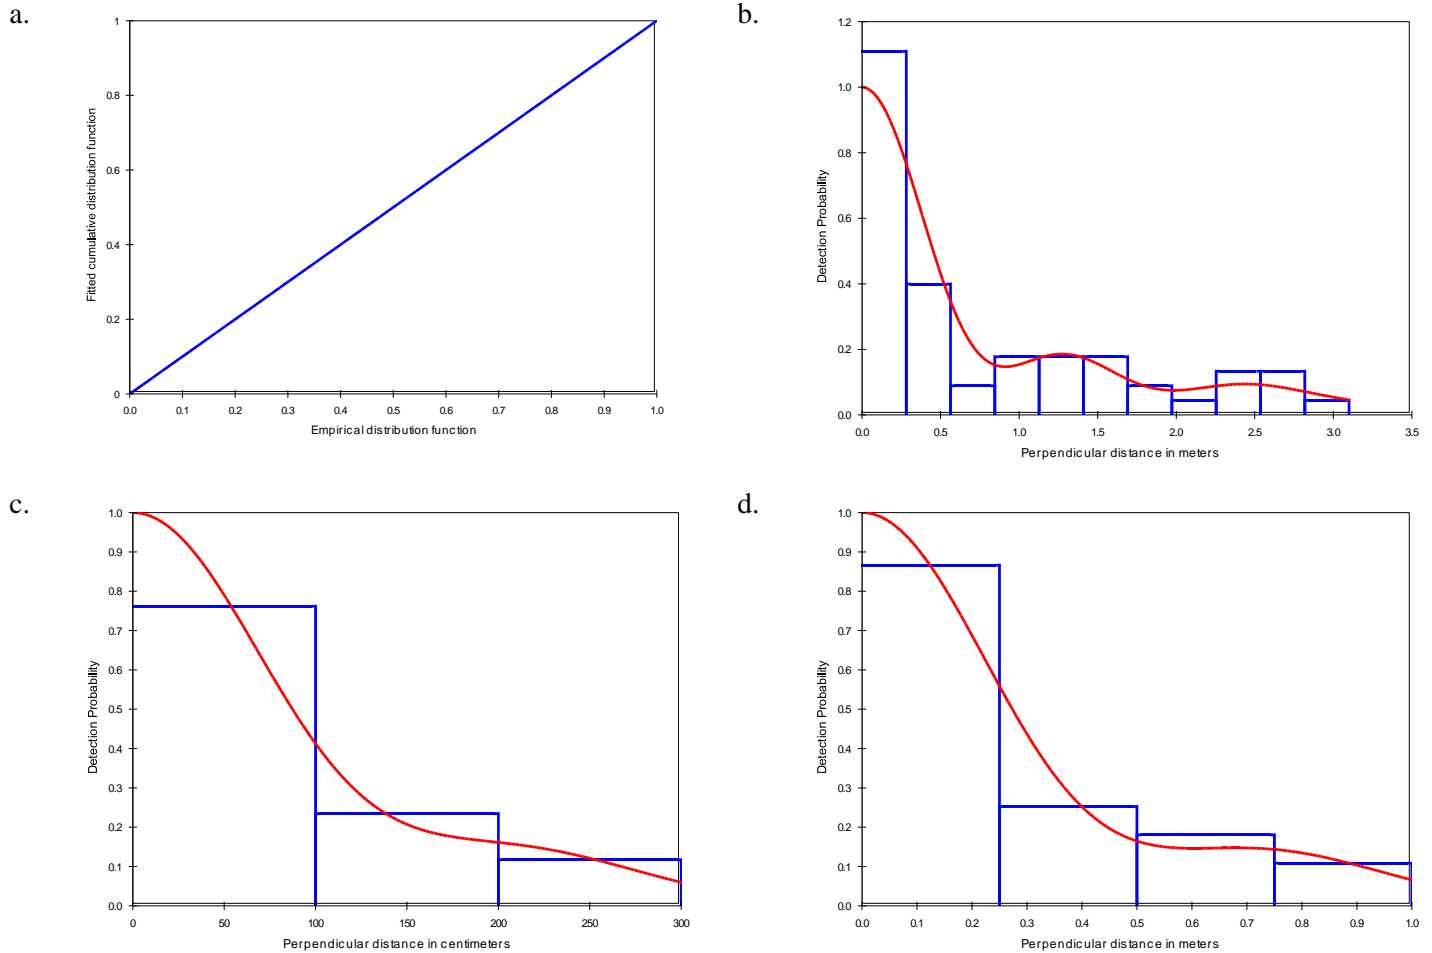 a.
1
0.8
0.6
0.4
0.2
0
Fitted cumulative distribution function
0.0 0.1 0.2 0.3 0.4 0.5 0.6 0.7 0.8 0.9 1.0
Empirical distribution function
b.
1.2
1.0
0.8
0.6
0.4
0.2
0.0
Detection Probability
0.0 0.5 1.0 1.5 2.0 2.5 3.0 3.5
Perpendicular distance in meters
c.
1.0
0.9
0.8
0.7
0.6
0.5
0.4
0.3
0.2
0.1
0.0
Detection Probability
0 50 100 150 200 250 300
Perpendicular distance in centimeters
d.
1.0
0.9
0.8
0.7
0.6
0.5
0.4
0.3
0.2
0.1
0.0
Detection Probability
0.0 0.1 0.2 0.3 0.4 0.5 0.6 0.7 0.8 0.9 1.0
Perpendicular distance in meters